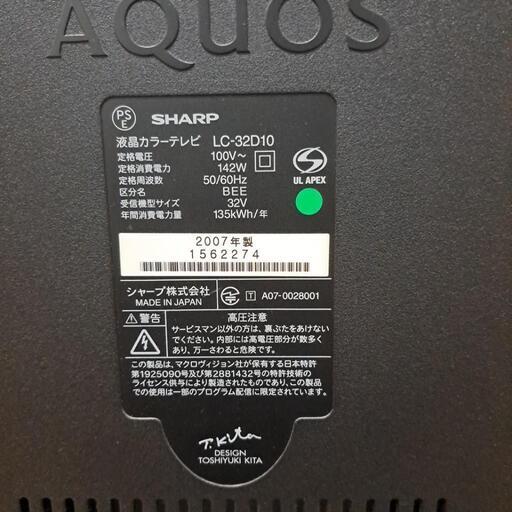 AQUOS
PS
E
SHARP
液晶カラーテレビ LC-32D10
定格電圧 100V~
定格消費電力 142W
定格周波数 50/60Hz
区分名 BEE
受信機型サイズ 32V
年間消費電力量 135kWh/年
UL APEX
2007年製
1562274
シャープ株式会社
MADE IN JAPAN
T A07-0028001
警告 高圧注意
サービスマン以外の方は、裏ぶたをあけない
でください。内部には高電圧部分が数多く
あり、万一さわると危険です。
この製品は、マクロヴィジョン社が保有する米国特許
第1925090号及び第2881432号の特許技術の
ライセンス供与により製造されたものであり、この製品
での使用は一部のプログラム配信に限定されます。
T.Kita
DESIGN
TOSHIYUKI KITA